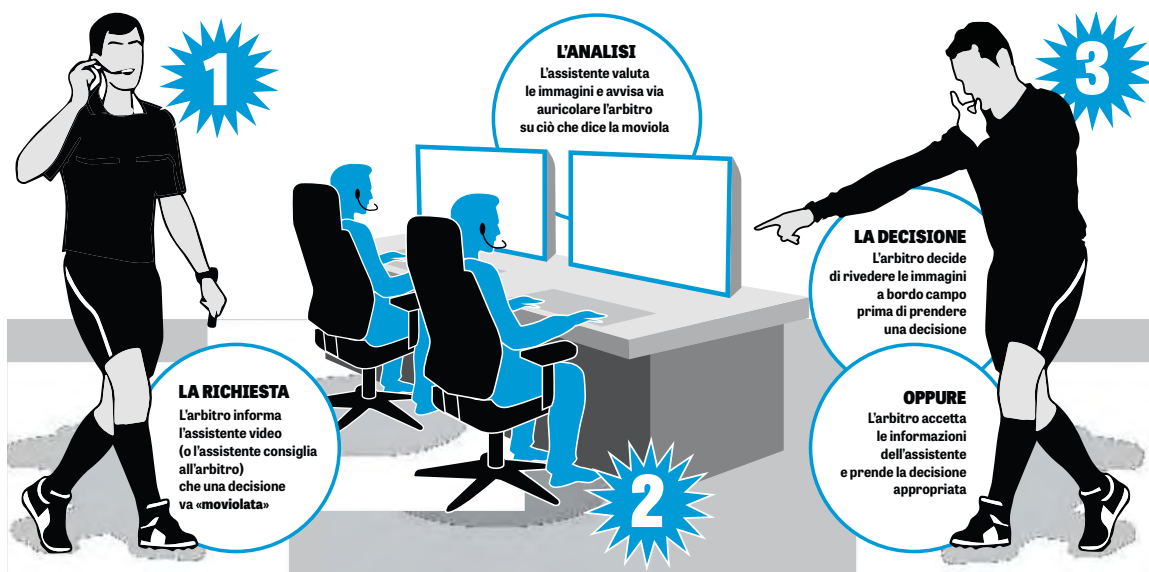 1
LA RICHIESTA
L'arbitro informa
l'assistente video
(o l'assistente consiglia
all'arbitro)
che una decisione
va «moviolata»
2
L'ANALISI
L'assistente valuta
le immagini e avvisa via
auricolare l'arbitro
su ciò che dice la moviola
3
LA DECISIONE
L'arbitro decide
di rivedere le immagini
a bordo campo
prima di prendere
una decisione
OPPURE
L'arbitro accetta
le informazioni
dell'assistente
e prende la decisione
appropriata